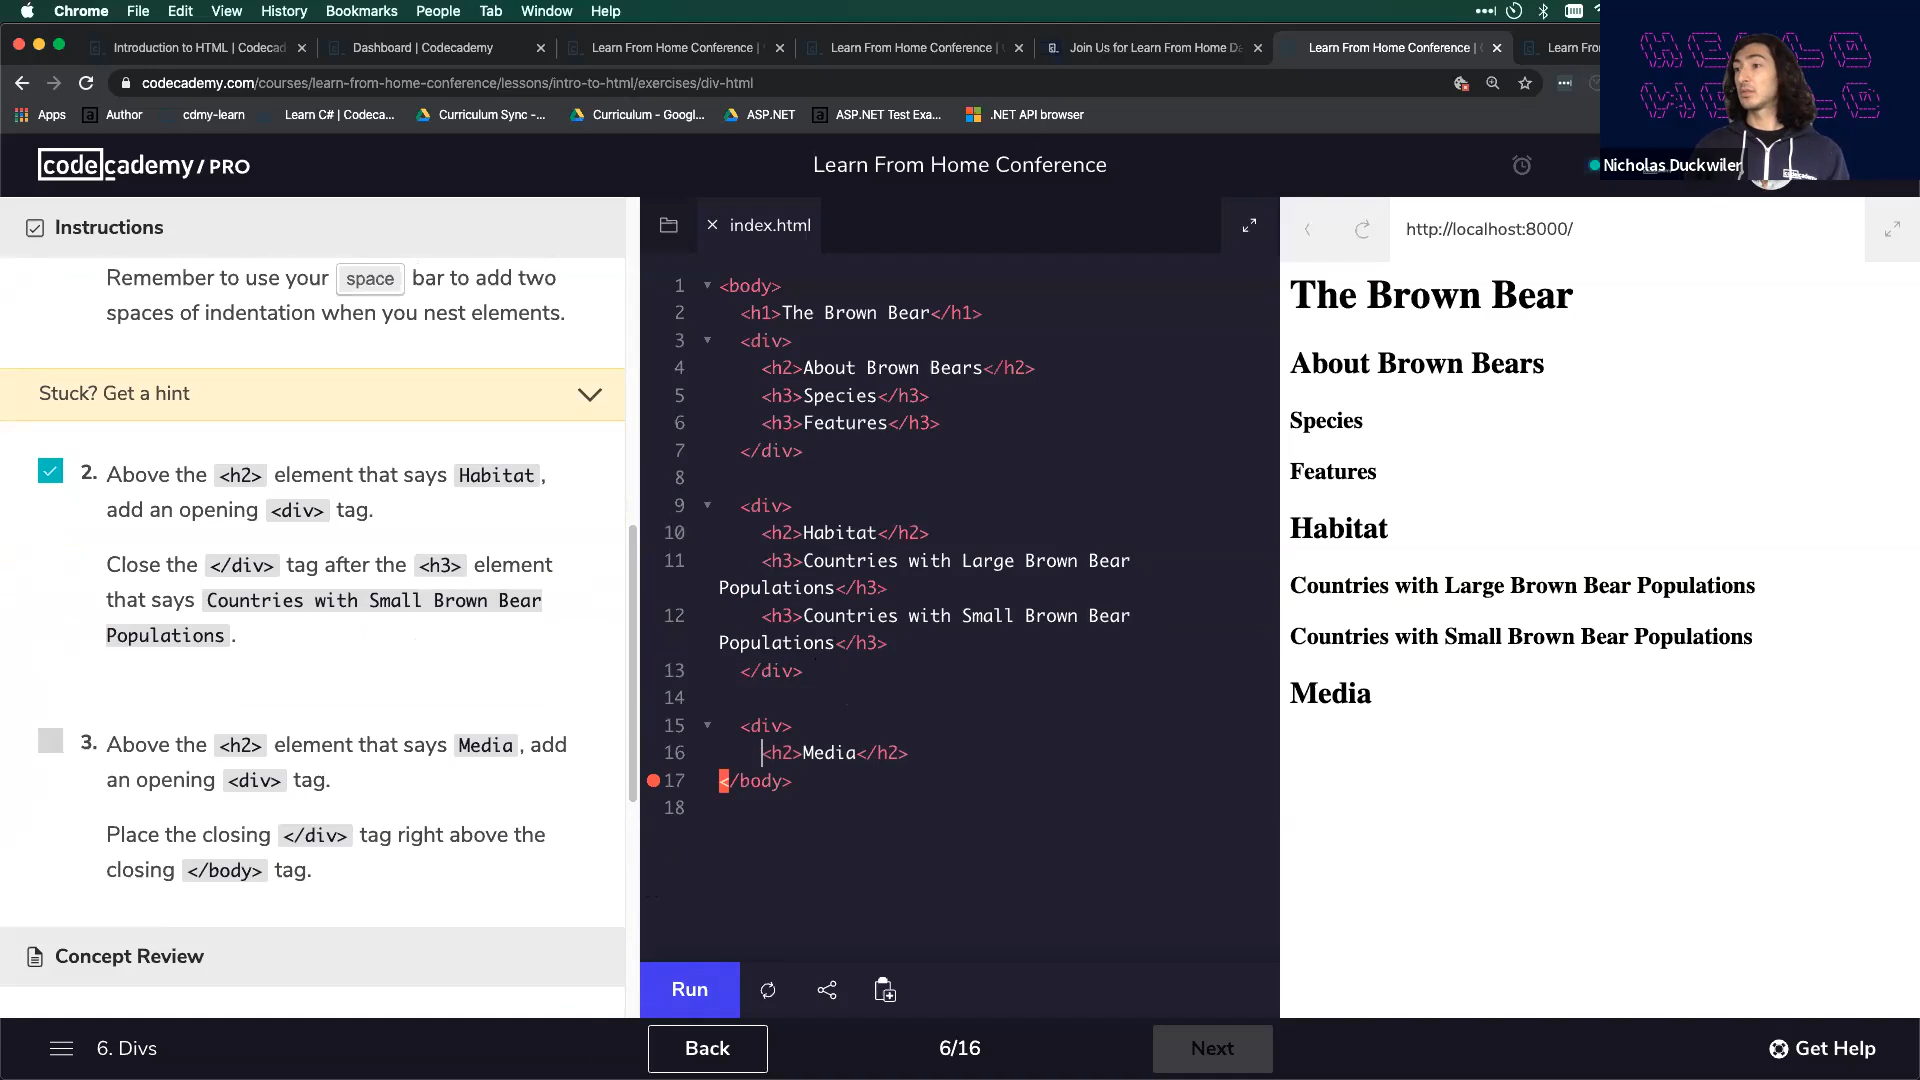 Chrome File Edit View History Bookmarks People Tab Window Help
Introduction to HTML | Codecad
Dashboard | Codecademy
Learn From Home Conference |
Learn From Home Conference |
Join Us for Learn From Home Da
Learn From Home Conference |
Learn Fro
codecademy.com/courses/learn-from-home-conference/lessons/intro-to-html/exercises/div-html
Apps Author cdmy-learn Learn C# | Codeca... Curriculum Sync -... Curriculum - Googl... ASP.NET ASP.NET Test Exa... .NET API browser
Nicholas Duckwiler
codecademy / PRO
Learn From Home Conference
Instructions
Remember to use your space bar to add two
spaces of indentation when you nest elements.
Stuck? Get a hint
2. Above the <h2> element that says Habitat,
add an opening <div> tag.
Close the </div> tag after the <h3> element
that says Countries with Small Brown Bear
Populations.
3. Above the <h2> element that says Media, add
an opening <div> tag.
Place the closing </div> tag right above the
closing </body> tag.
Concept Review
index.html
1 <body>
2 <h1>The Brown Bear</h1>
3 <div>
4 <h2>About Brown Bears</h2>
5 <h3>Species</h3>
6 <h3>Features</h3>
7 </div>
8
9 <div>
10 <h2>Habitat</h2>
11 <h3>Countries with Large Brown Bear
Populations</h3>
12 <h3>Countries with Small Brown Bear
Populations</h3>
13 </div>
14
15 <div>
16 <h2>Media</h2>
17 </body>
18
Run
http://localhost:8000/
The Brown Bear
About Brown Bears
Species
Features
Habitat
Countries with Large Brown Bear Populations
Countries with Small Brown Bear Populations
Media
6. Divs
Back
6/16
Next
Get Help